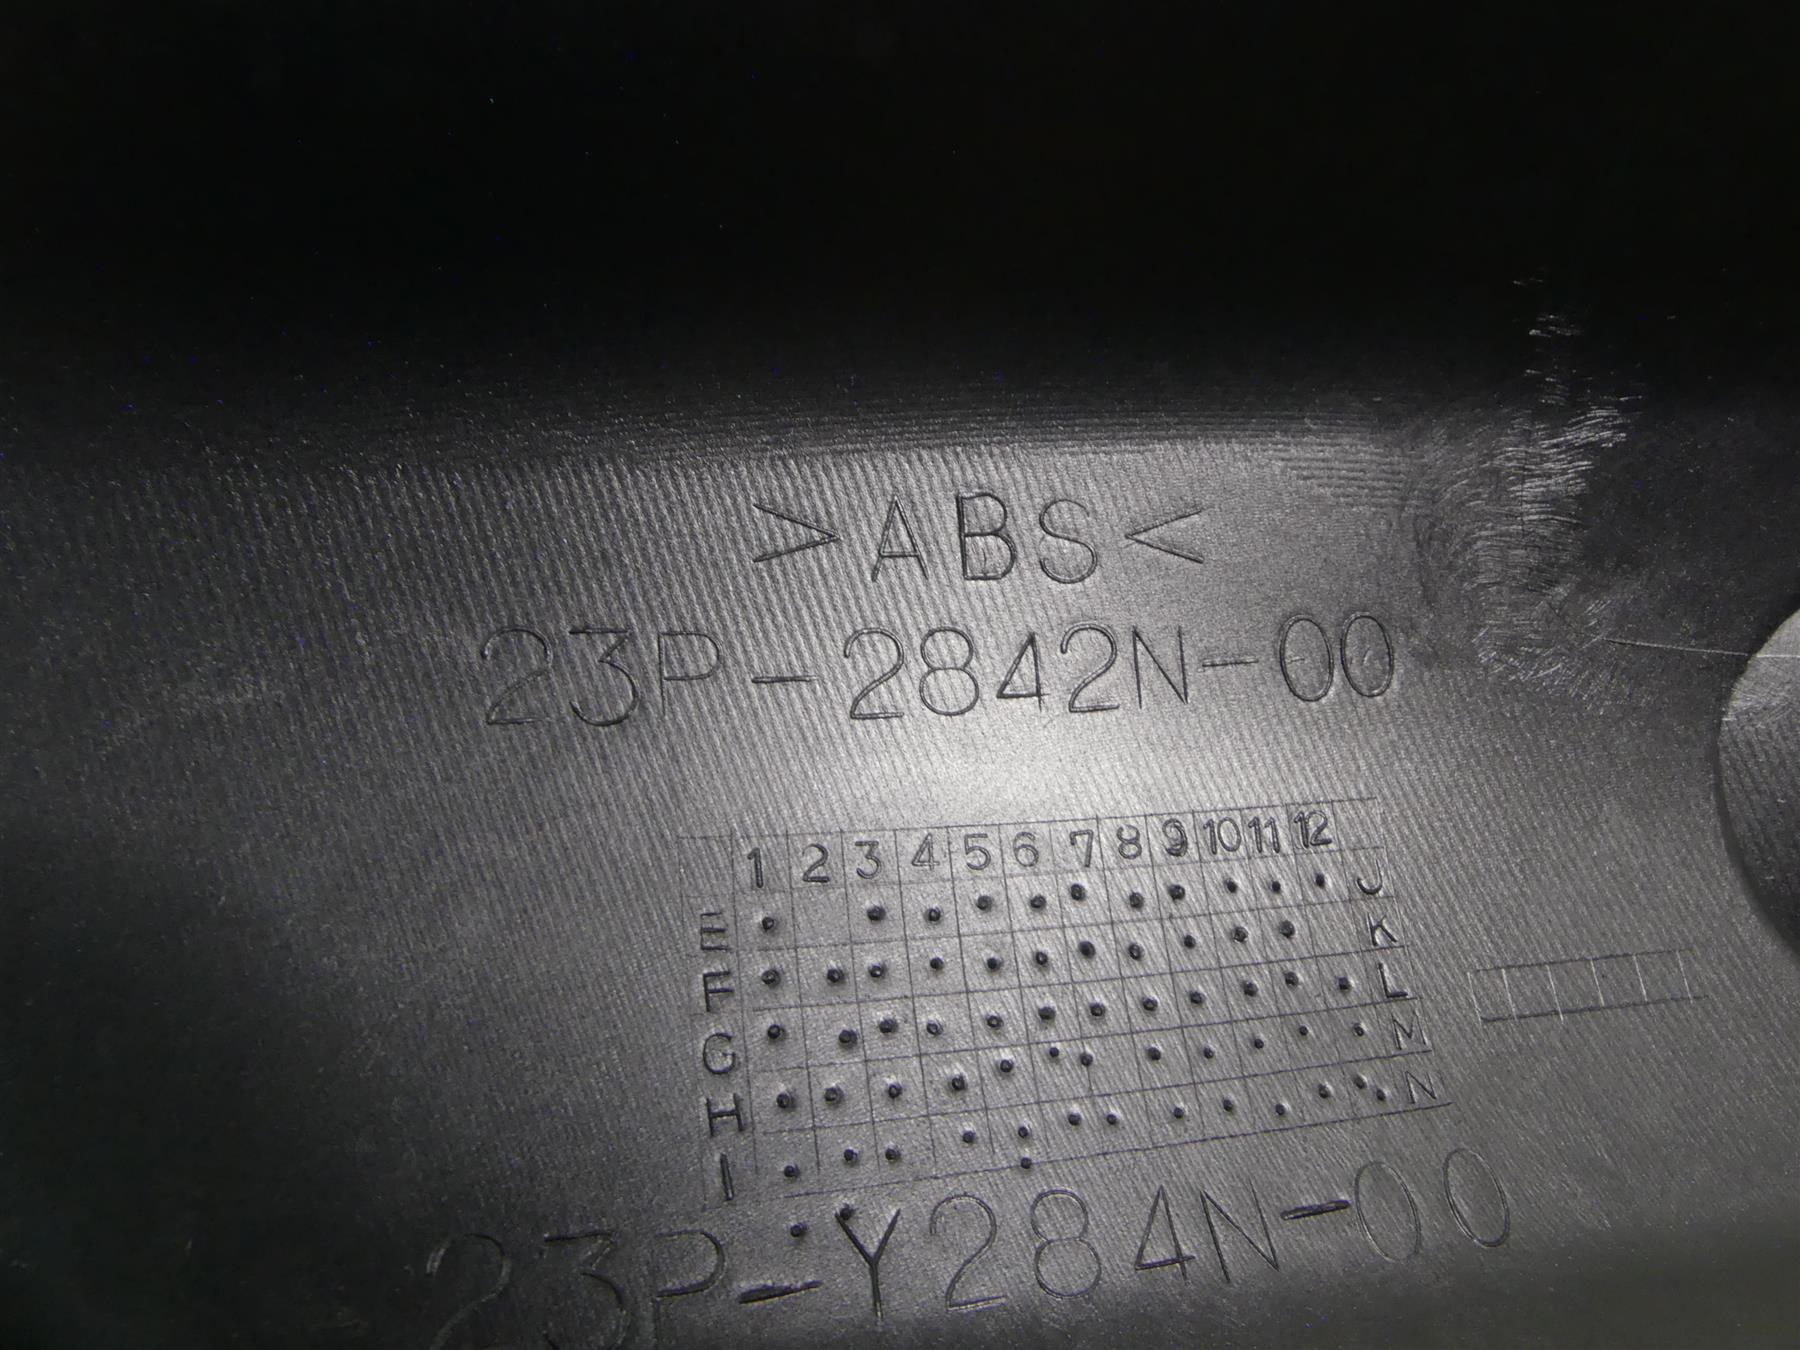 >ABS<
23P-2842N-00
1 2 3 4 5 6 7 8 9 10 11 12
E J
F K
G L
H M
I N
23P-Y284N-00